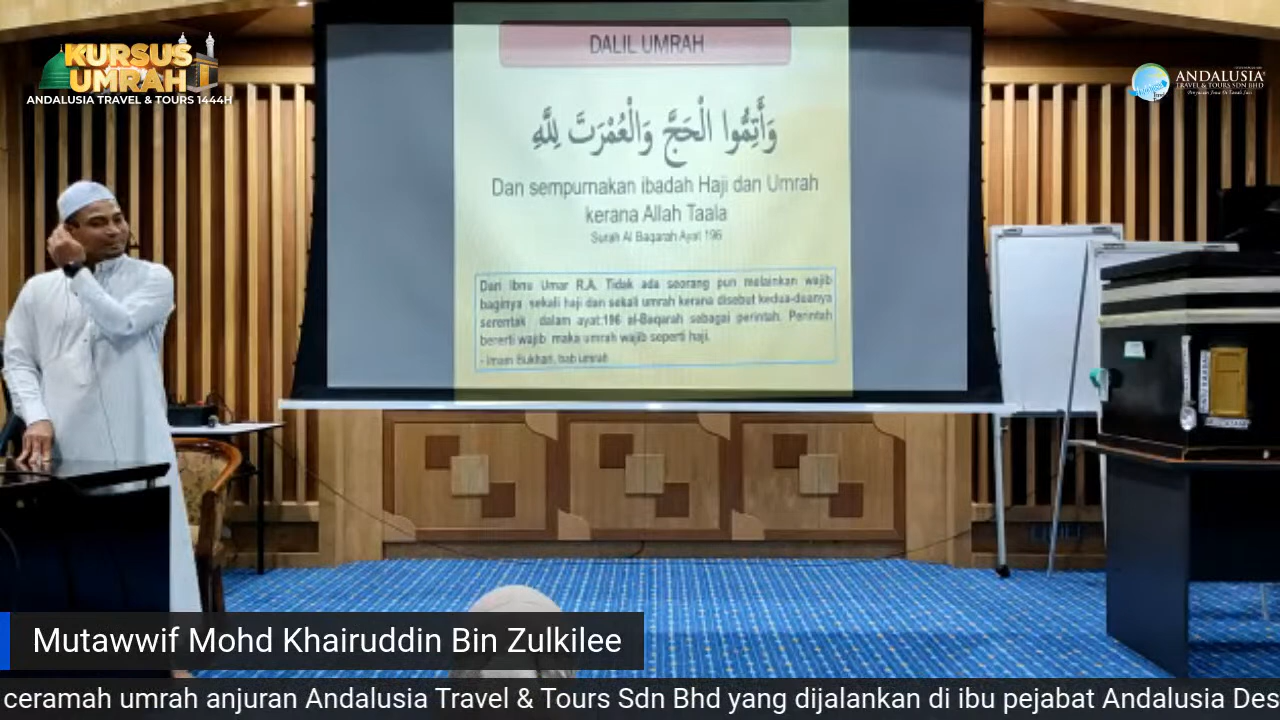 KURSUS
UMRAH
ANDALUSIA TRAVEL & TOURS 1444H
ANDALUSIA
TRAVEL & TOURS SDN BHD
DALIL UMRAH
وَأَتِمُّوا الْحَجَّ وَالْعُمْرَتَ لِلَّهِ
Dan sempurnakan ibadah Haji dan Umrah
kerana Allah Taala
Surah Al Baqarah Ayat 196
Dari Ibnu Umar R.A. Tidak ada seorang pun melainkan wajib
baginya sekali haji dan sekali umrah kerana disebut kedua-duanya
serentak dalam ayat:196 al-Baqarah sebagai perintah. Perintah
bererti wajib maka umrah wajib seperti haji.
- Imam Bukhari, bab umrah
Mutawwif Mohd Khairuddin Bin Zulkilee
ceramah umrah anjuran Andalusia Travel & Tours Sdn Bhd yang dijalankan di ibu pejabat Andalusia Des